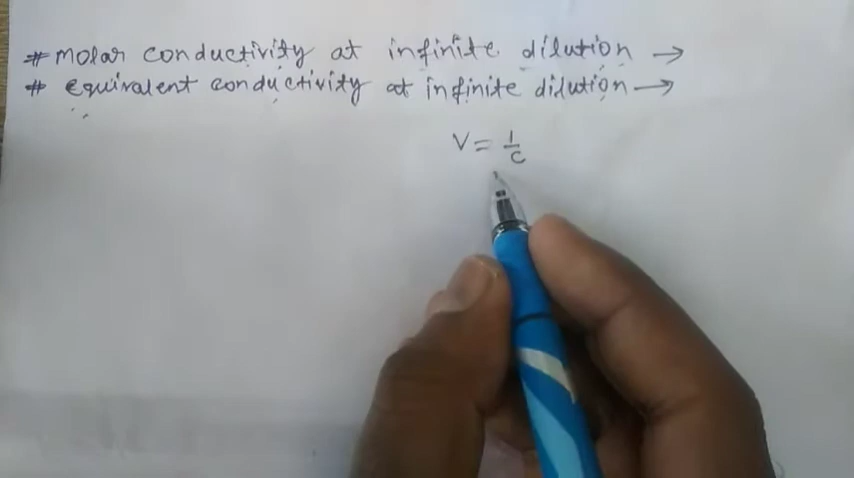 # molar conductivity at infinite dilution →
# equivalent conductivity at infinite dilution →
V = 1/C